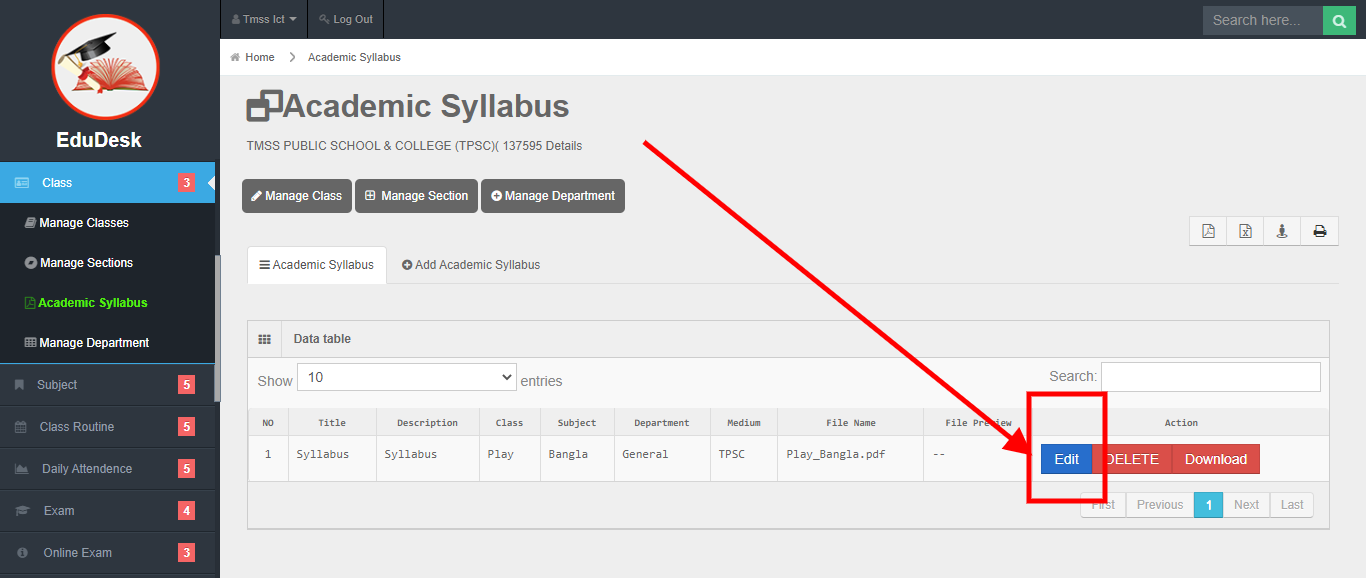 Tmss Ict
Log Out
Search here...
EduDesk
Home
Academic Syllabus
Academic Syllabus
TMSS PUBLIC SCHOOL & COLLEGE (TPSC)( 137595 Details
Class 3
Manage Classes
Manage Sections
Academic Syllabus
Manage Department
Subject 5
Class Routine 5
Daily Attendence 5
Exam 4
Online Exam 3
Manage Class
Manage Section
Manage Department
Academic Syllabus
Add Academic Syllabus
Data table
Show 10 entries
Search:
NO Title Description Class Subject Department Medium File Name File Preview Action
1 Syllabus Syllabus Play Bangla General TPSC Play_Bangla.pdf -- Edit DELETE Download
First Previous 1 Next Last